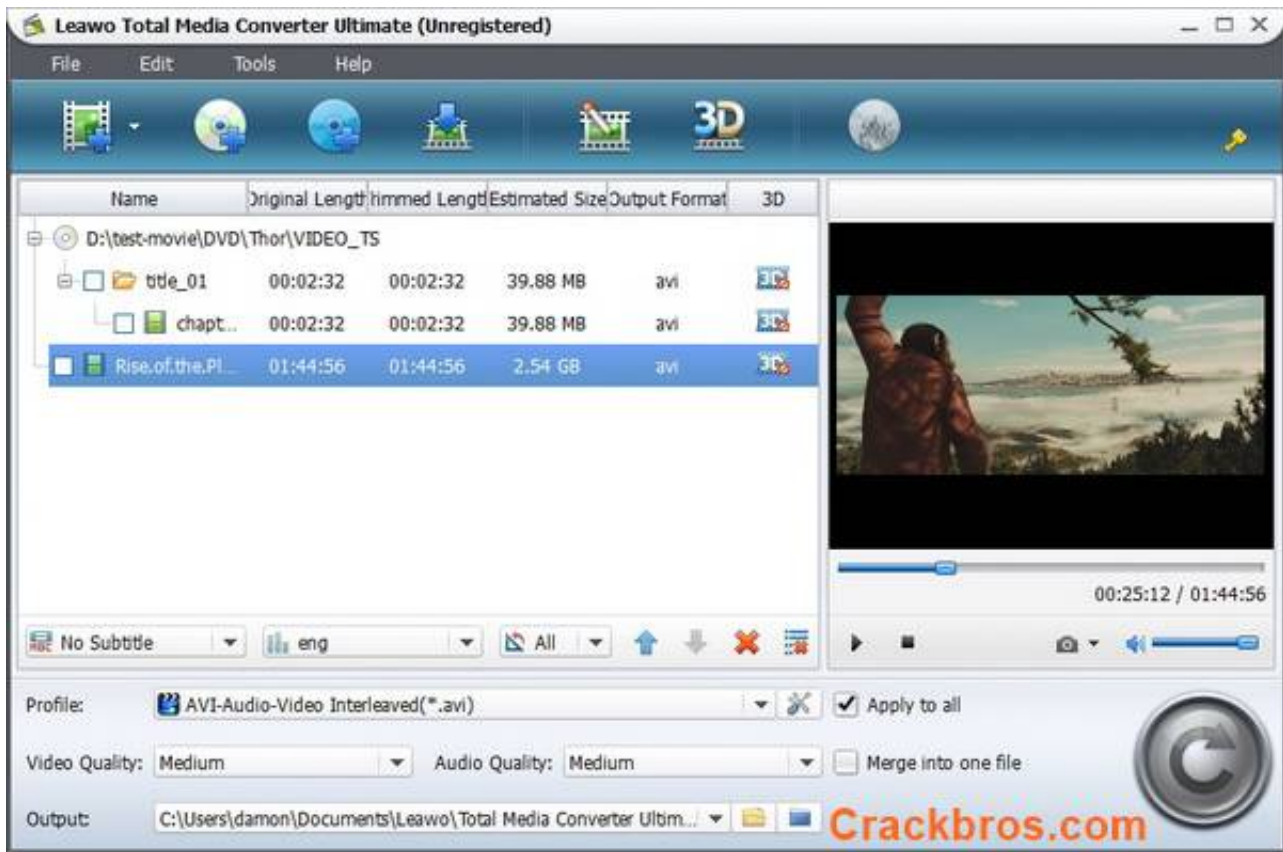 Leawo Total Media Converter Ultimate (Unregistered)
File Edit Tools Help
3D
Name Original Length Trimmed Length Estimated Size Output Format 3D
D:\test-movie\DVD\Thor\VIDEO_TS
title_01 00:02:32 00:02:32 39.88 MB avi 3D
chapt... 00:02:32 00:02:32 39.88 MB avi 3D
Rise.of.the.Pl... 01:44:56 01:44:56 2.54 GB avi 3D
00:25:12 / 01:44:56
No Subtitle eng All
Profile: AVI-Audio-Video Interleaved(*.avi) Apply to all
Video Quality: Medium Audio Quality: Medium Merge into one file
Output: C:\Users\damon\Documents\Leawo\Total Media Converter Ultim...
Crackbros.com